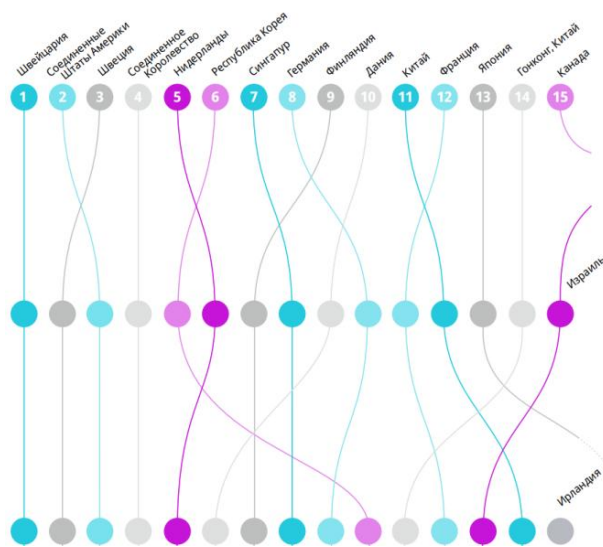 Швейцария
Соединенные
Штаты Америки
Швеция
Соединенное
Королевство
Нидерланды
Республика Корея
Сингапур
Германия
Финляндия
Дания
Китай
Франция
Япония
Гонконг, Китай
Канада
1 2 3 4 5 6 7 8 9 10 11 12 13 14 15
Израиль
Ирландия